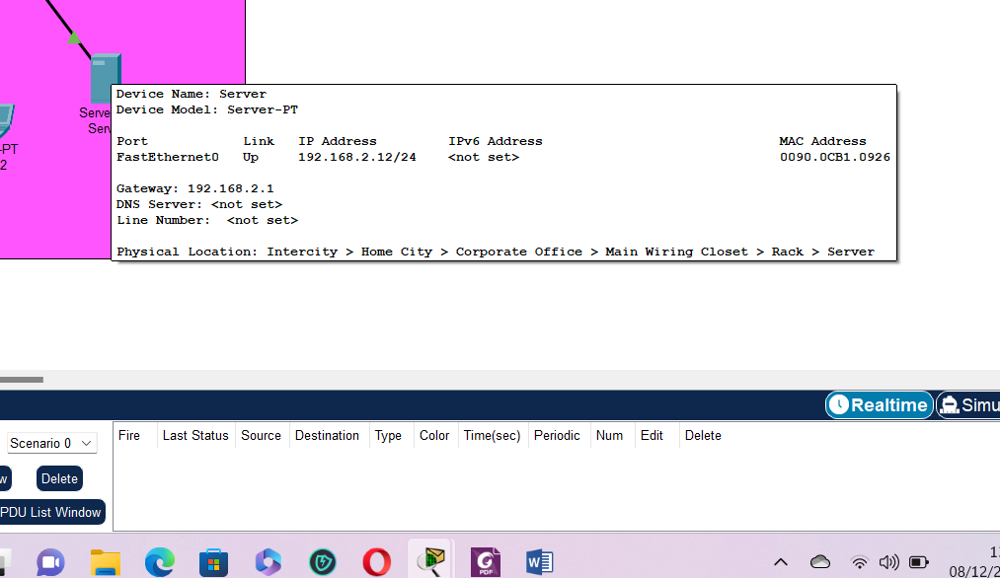 Device Name: Server
Device Model: Server-PT
Port Link IP Address IPv6 Address MAC Address
FastEthernet0 Up 192.168.2.12/24 <not set> 0090.0CB1.0926
Gateway: 192.168.2.1
DNS Server: <not set>
Line Number: <not set>
Physical Location: Intercity > Home City > Corporate Office > Main Wiring Closet > Rack > Server
Serve
Serv
-PT
2
Realtime
Simu
Scenario 0
Fire Last Status Source Destination Type Color Time(sec) Periodic Num Edit Delete
w
Delete
PDU List Window
G
PDF
W
08/12/2